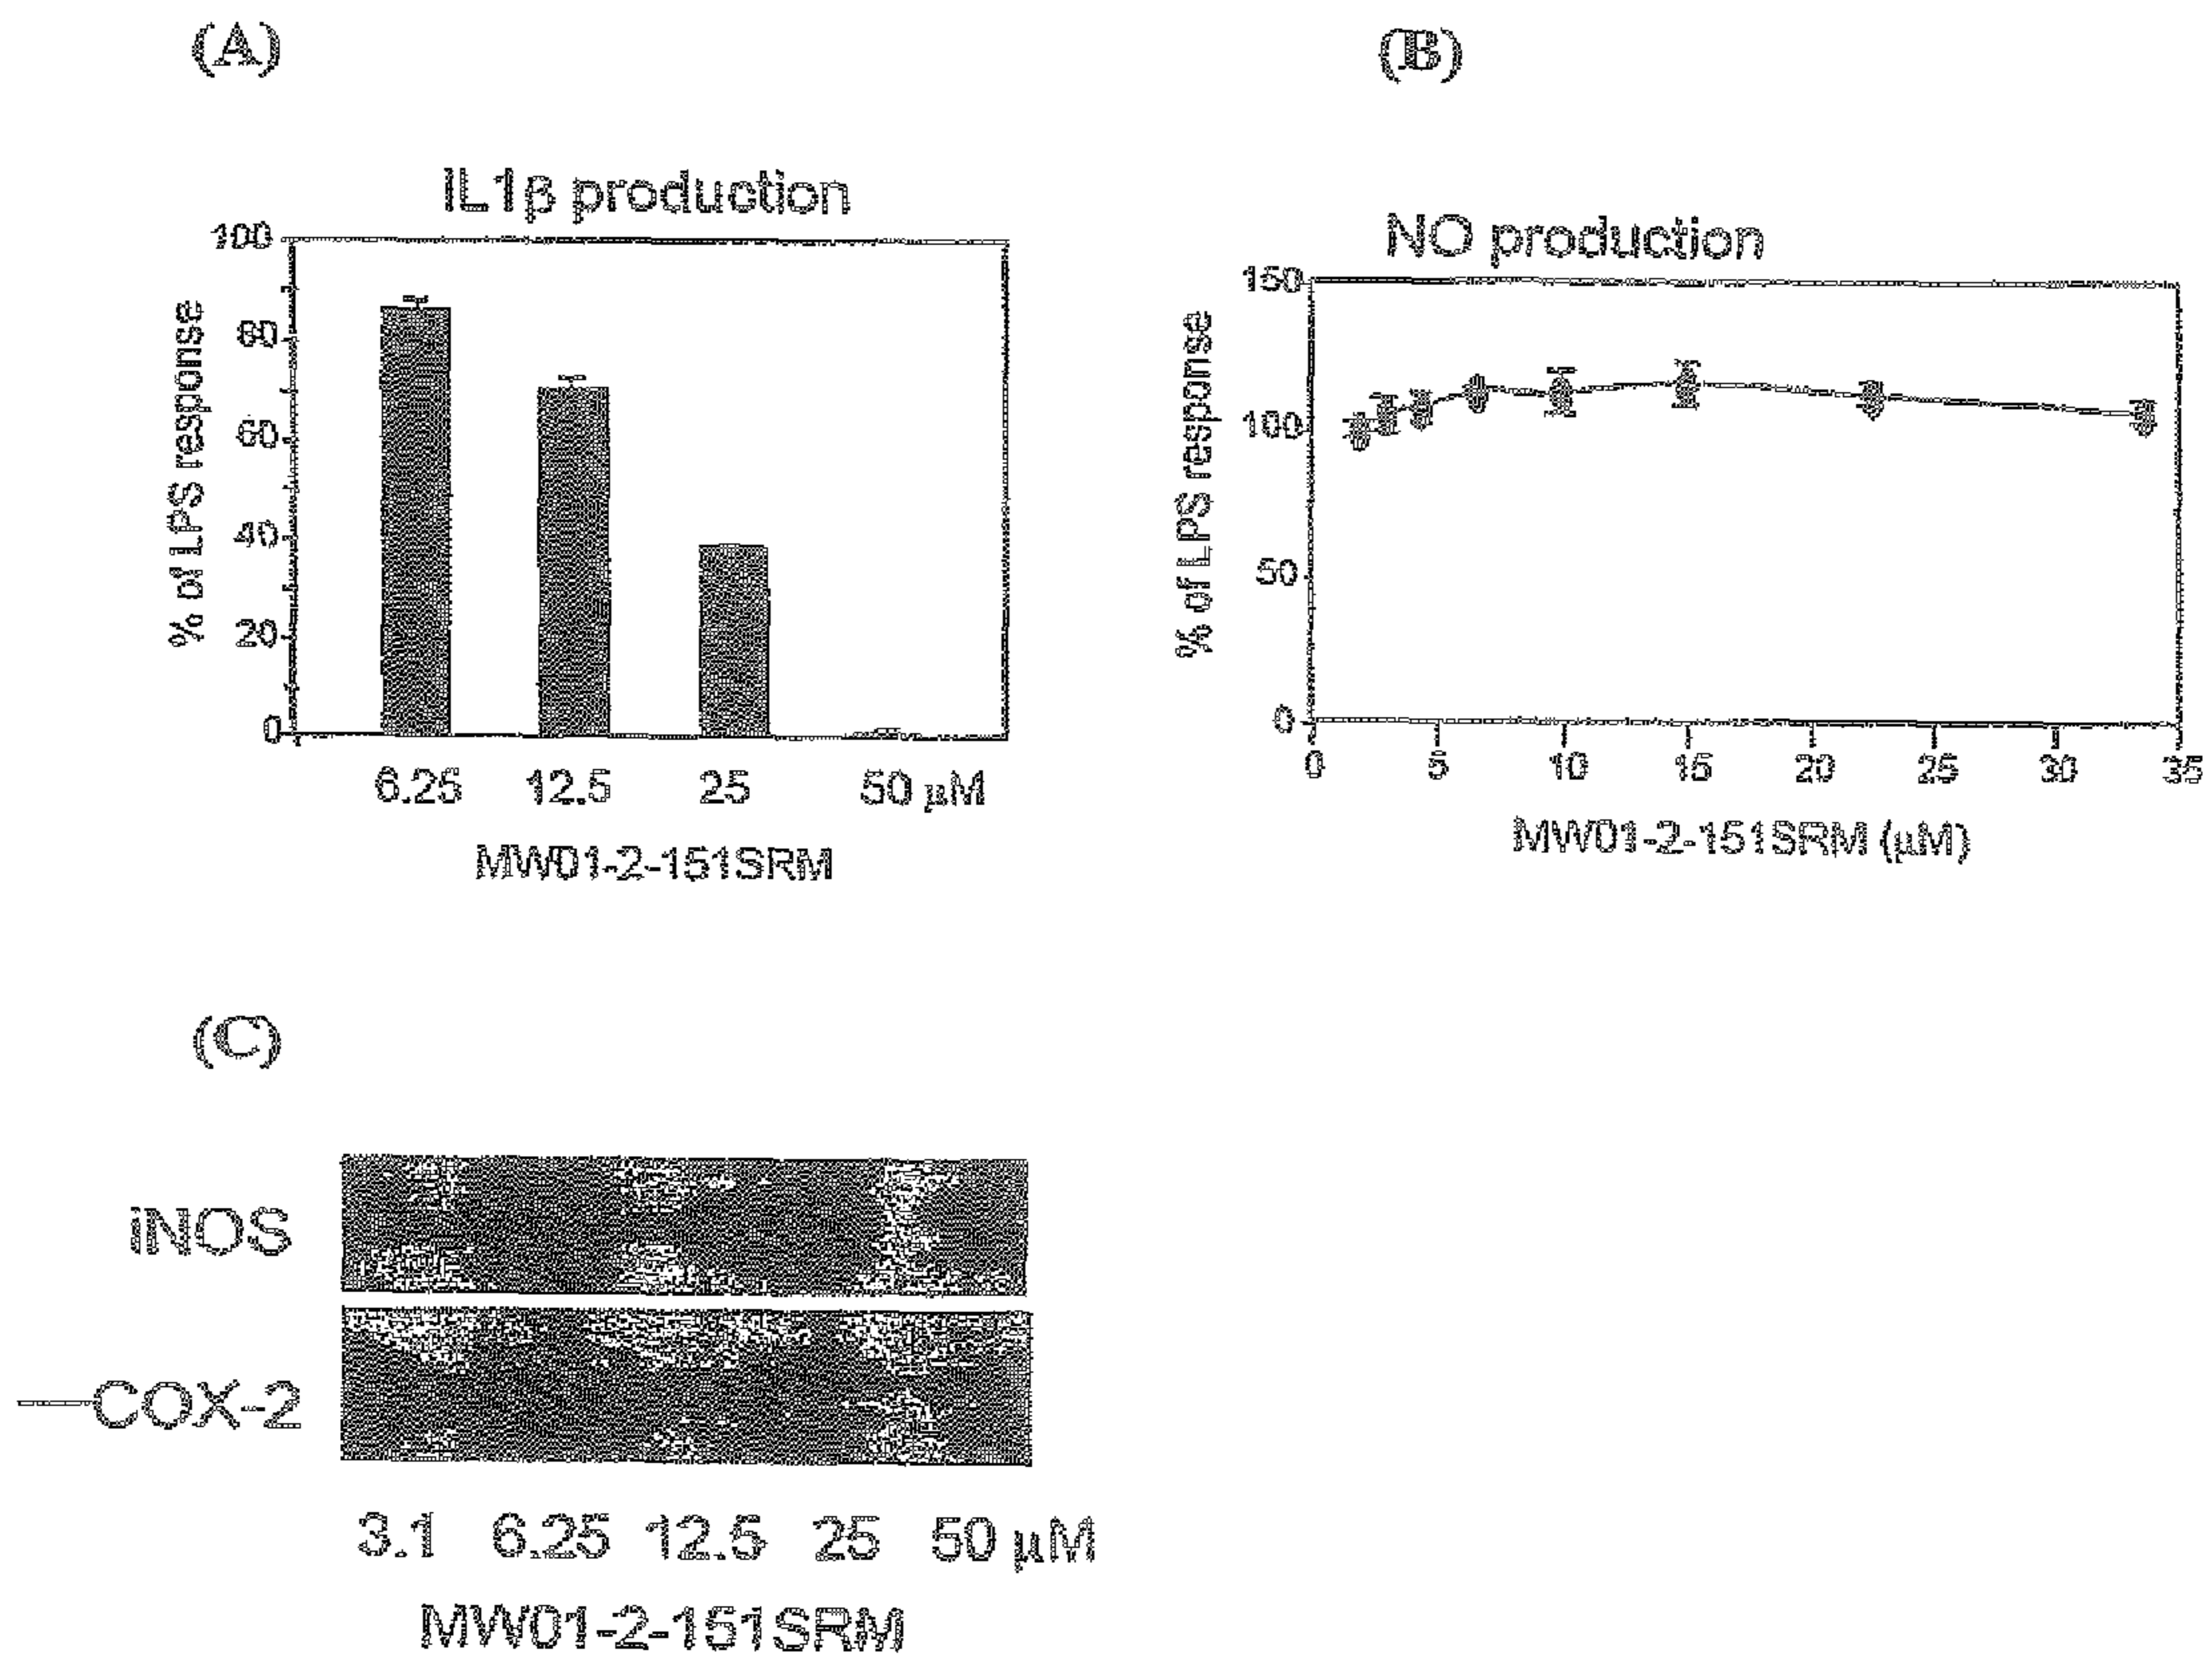 (A)
IL1β production
100
80
60
40
20
0
% of LPS response
6.25 12.5 25 50 μM
MW01-2-151SRM
(B)
NO production
150
100
50
0
% of LPS response
0 5 10 15 20 25 30 35
MW01-2-151SRM (μM)
(C)
iNOS
COX-2
3.1 6.25 12.5 25 50 μM
MW01-2-151SRM